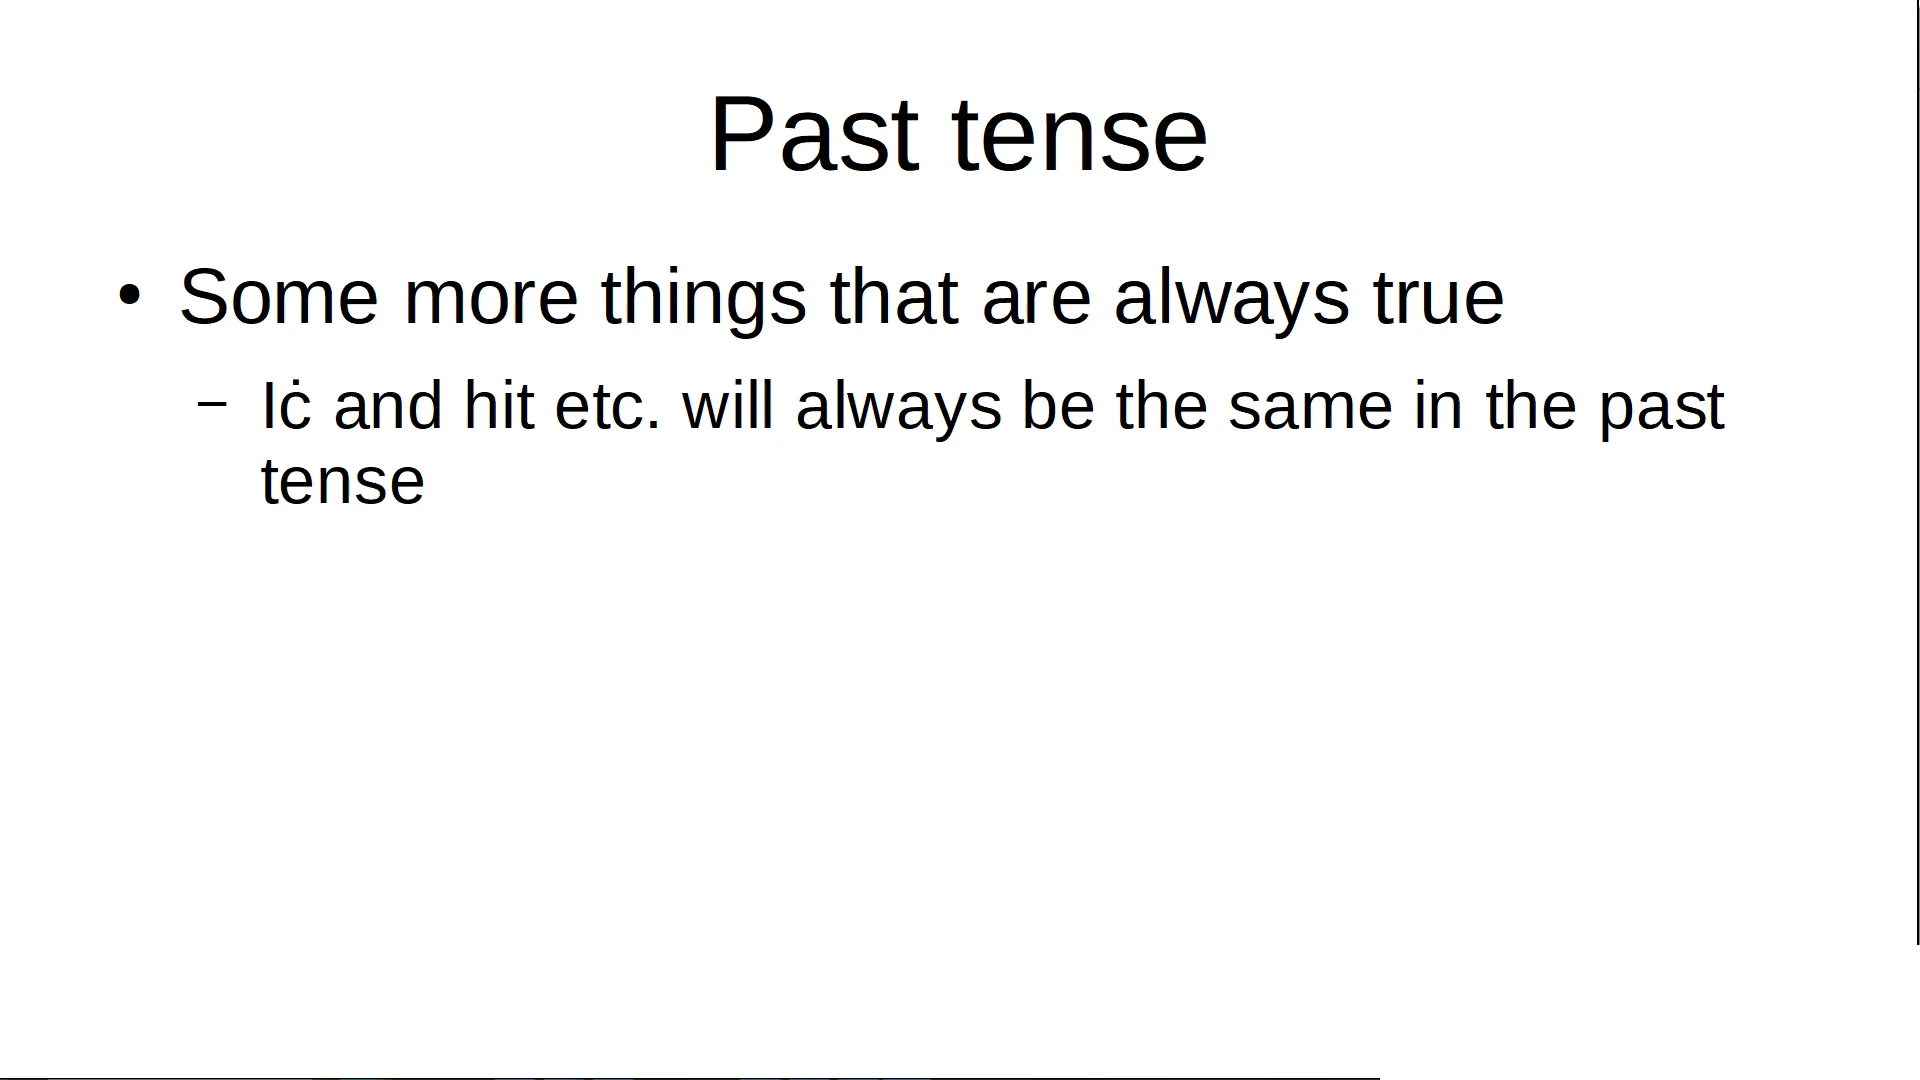 Past tense
• Some more things that are always true
– Iċ and hit etc. will always be the same in the past
tense